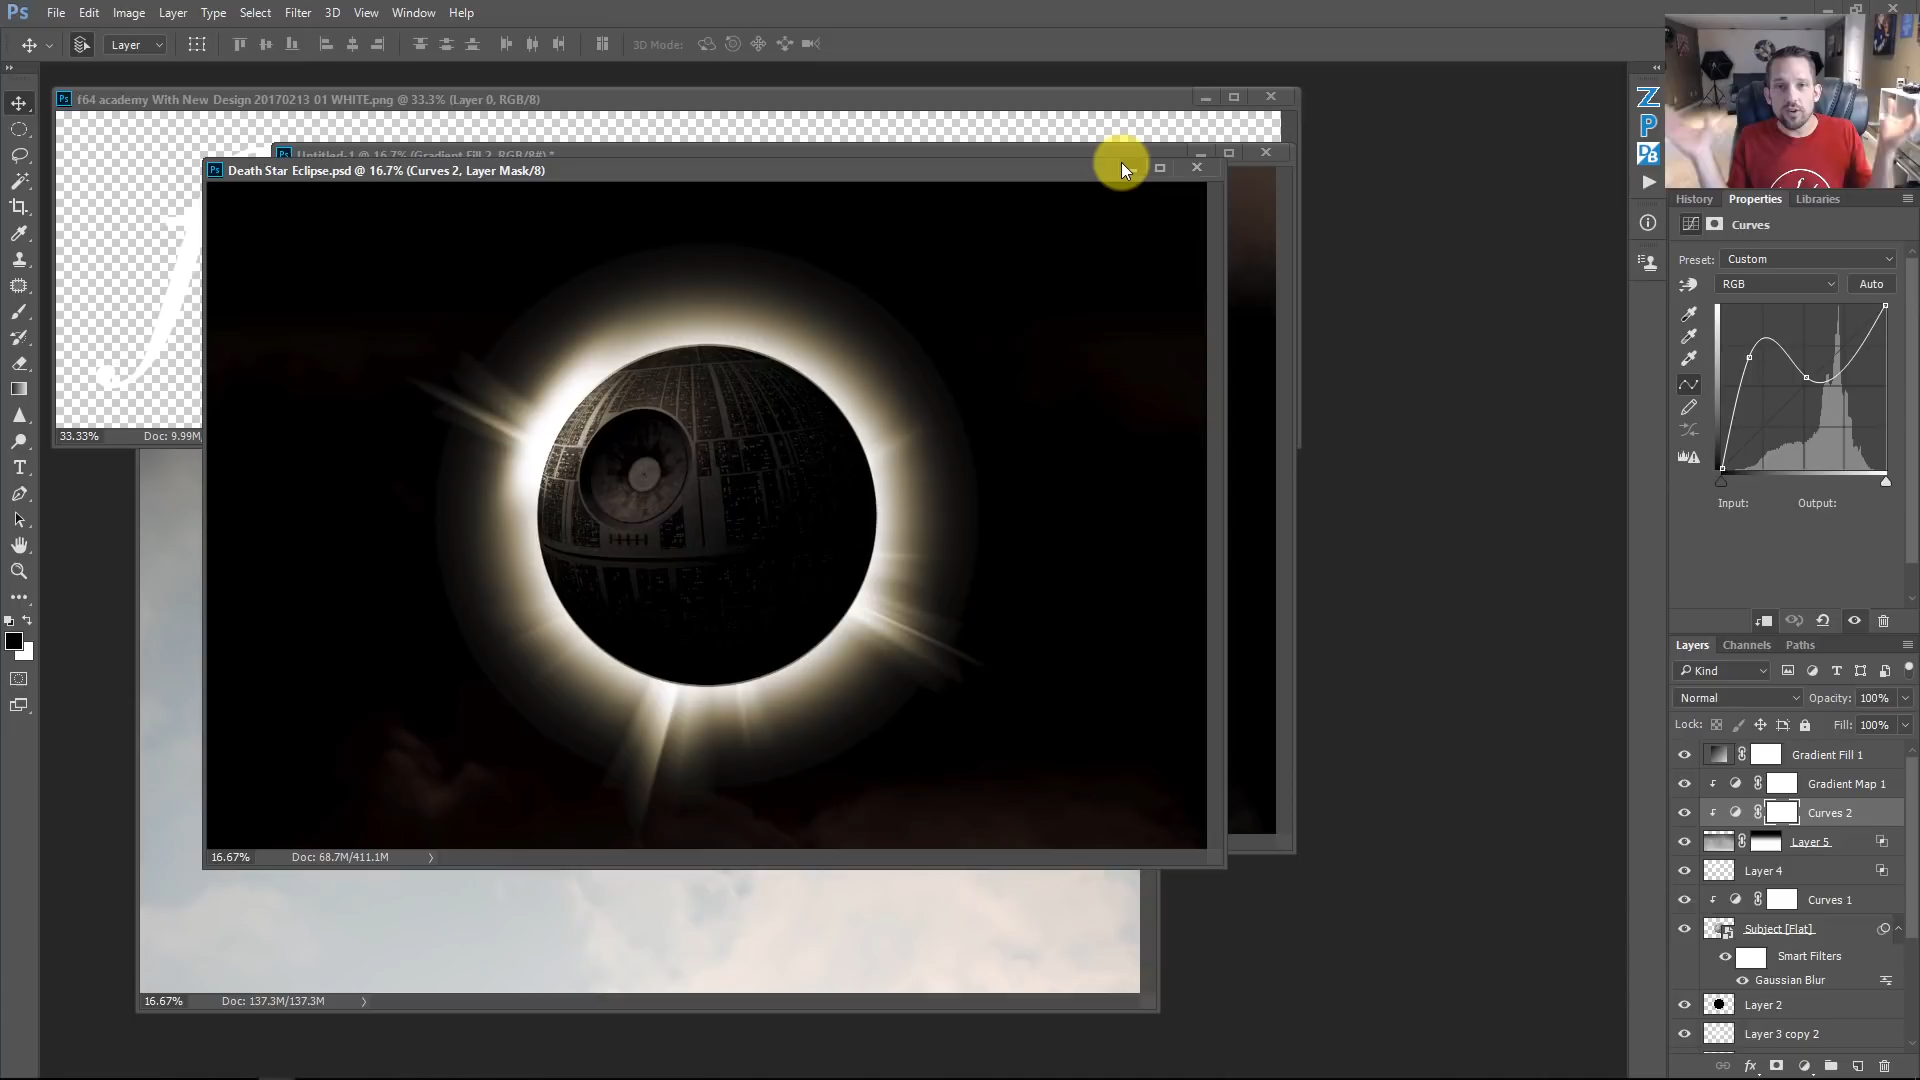 Ps File Edit Image Layer Type Select Filter 3D View Window Help
Layer 3D Mode:
f64 academy With New Design 20170213 01 WHITE.png @ 33.3% (Layer 0, RGB/8)
Untitled-1 @ 16.7% (Gradient Fill 2, RGB/8#) *
Death Star Eclipse.psd @ 16.7% (Curves 2, Layer Mask/8)
33.33% Doc: 9.99M/
16.67% Doc: 68.7M/411.1M
16.67% Doc: 137.3M/137.3M
Z
P
DB
History Properties Libraries
Curves
Preset: Custom
RGB Auto
Input: Output:
Layers Channels Paths
Kind
Normal Opacity: 100%
Lock: Fill: 100%
Gradient Fill 1
Gradient Map 1
Curves 2
Layer 5
Layer 4
Curves 1
Subject [Flat]
Smart Filters
Gaussian Blur
Layer 2
Layer 3 copy 2
fx